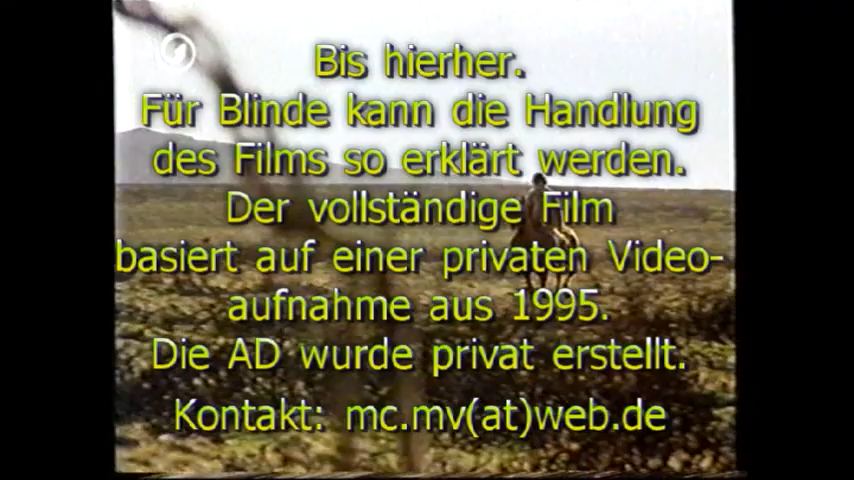 Bis hierher.
Für Blinde kann die Handlung
des Films so erklärt werden.
Der vollständige Film
basiert auf einer privaten Video-
aufnahme aus 1995.
Die AD wurde privat erstellt.
Kontakt: mc.mv(at)web.de